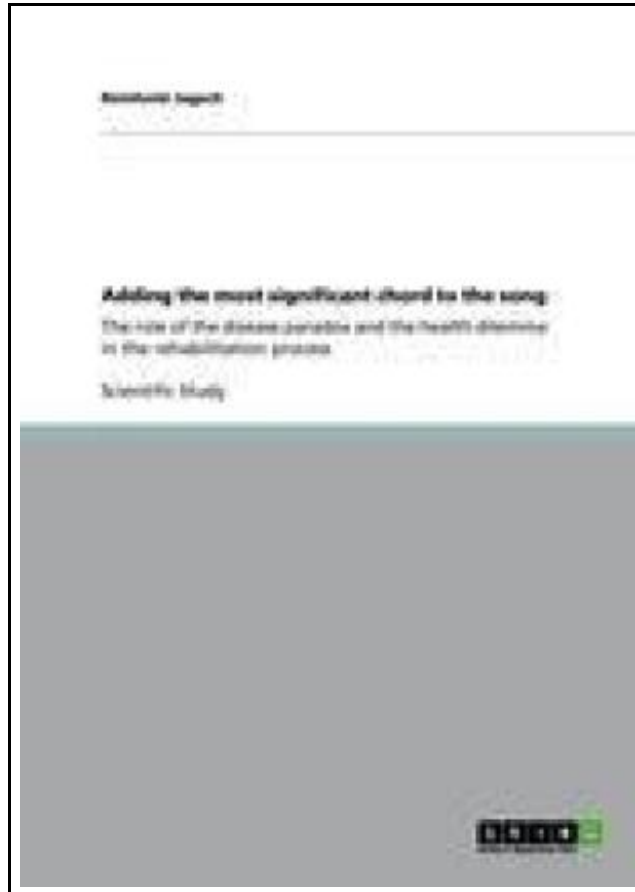 Adding the most significant chord to the song
The role of the disease paradox and the health dilemma
in the rehabilitation process
Scientific Study